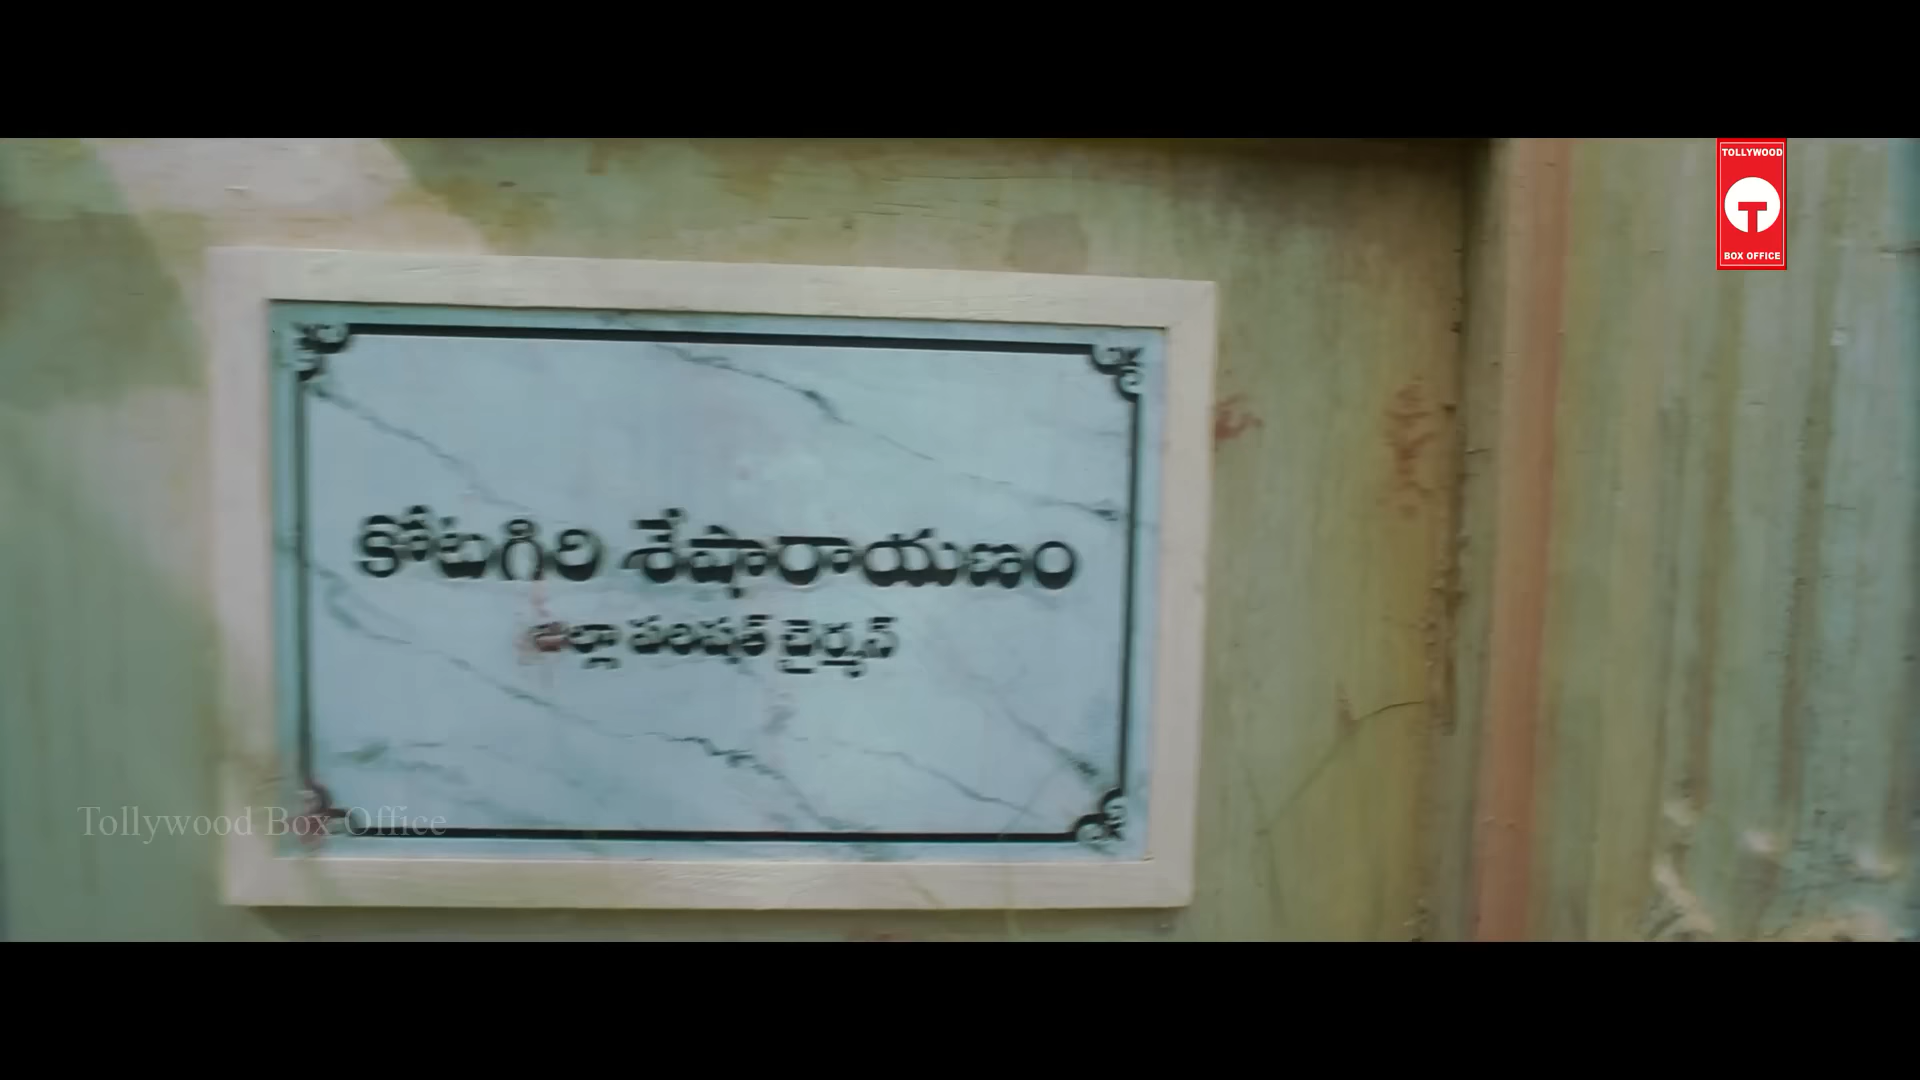 TOLLYWOOD
T
BOX OFFICE
కోటగిరి శేషారాయణం
జిల్లా పరిషత్ చైర్మన్
Tollywood Box Office